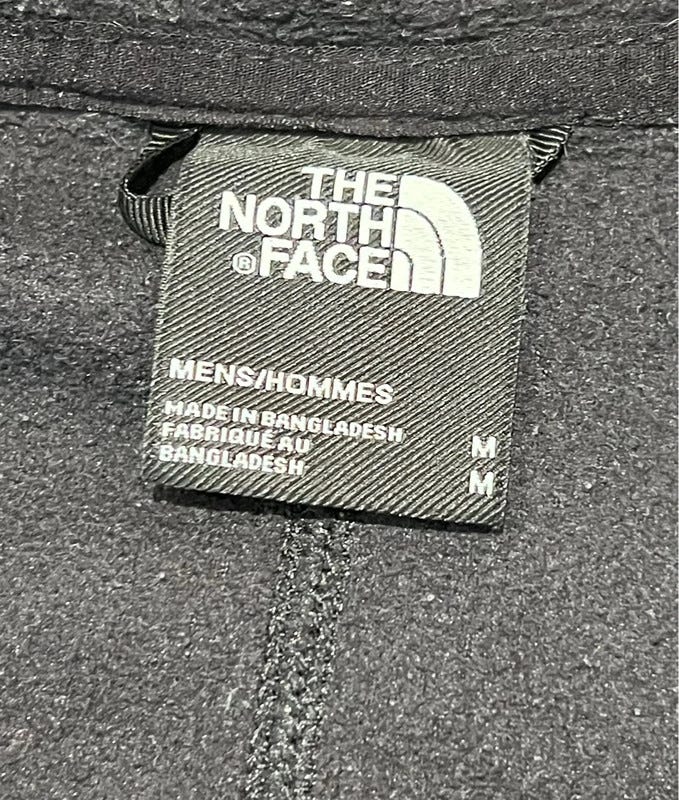 THE
NORTH
® FACE
MENS/HOMMES
MADE IN BANGLADESH M
FABRIQUÉ AU
BANGLADESH M